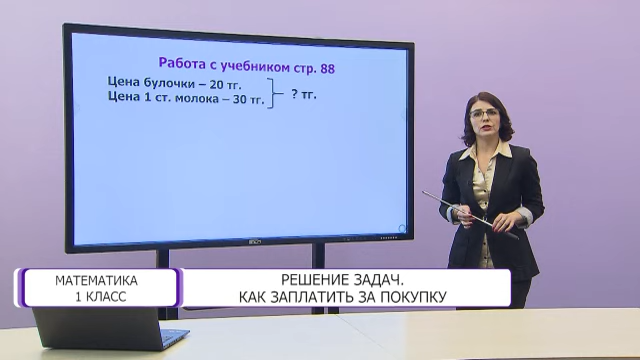 Работа с учебником стр. 88
Цена булочки – 20 тг.
Цена 1 ст. молока – 30 тг.
? тг.
МАТЕМАТИКА
1 КЛАСС
РЕШЕНИЕ ЗАДАЧ.
КАК ЗАПЛАТИТЬ ЗА ПОКУПКУ